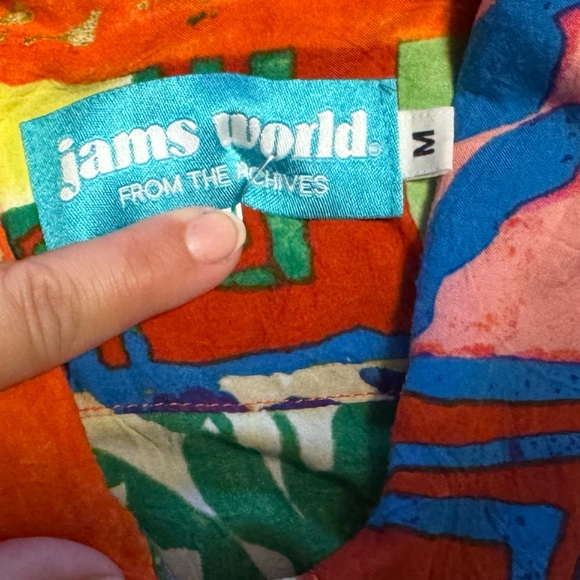 jams world®
FROM THE ARCHIVES
M